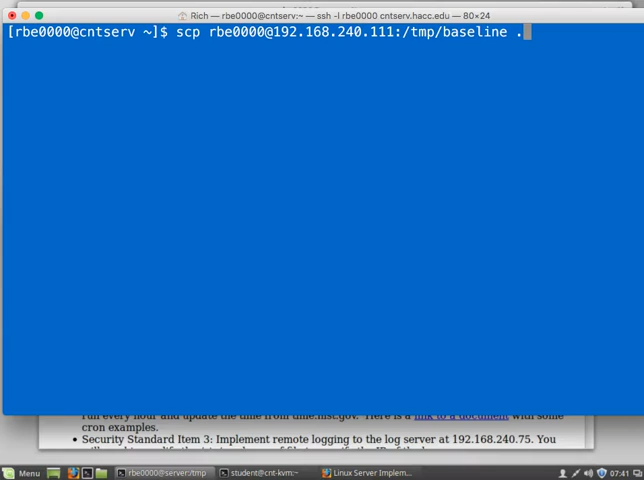 Rich — rbe0000@cntserv:~ — ssh -l rbe0000 cntserv.hacc.edu — 80×24
[rbe0000@cntserv ~]$ scp rbe0000@192.168.240.111:/tmp/baseline .
run every hour and update the time from time.nist.gov. Here is a link to a document with some
cron examples.
• Security Standard Item 3: Implement remote logging to the log server at 192.168.240.75. You
Menu
rbe0000@server:/tmp
student@cnt-kvm:~
Linux Server Implem...
07:41